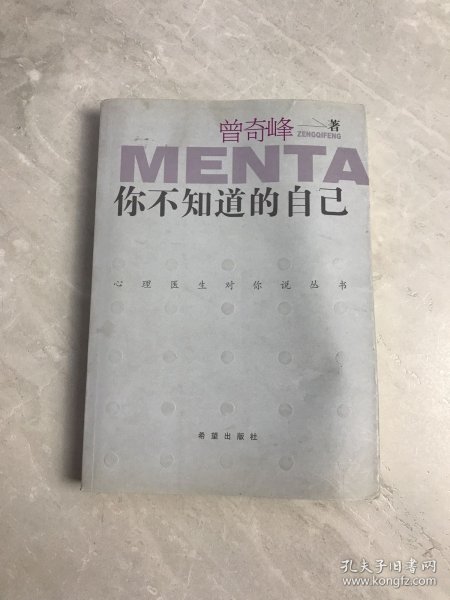 曾奇峰 著
ZENGQIFENG
MENTA
你不知道的自己
心理医生对你说丛书
希望出版社
孔夫子旧书网
www.kongfz.com